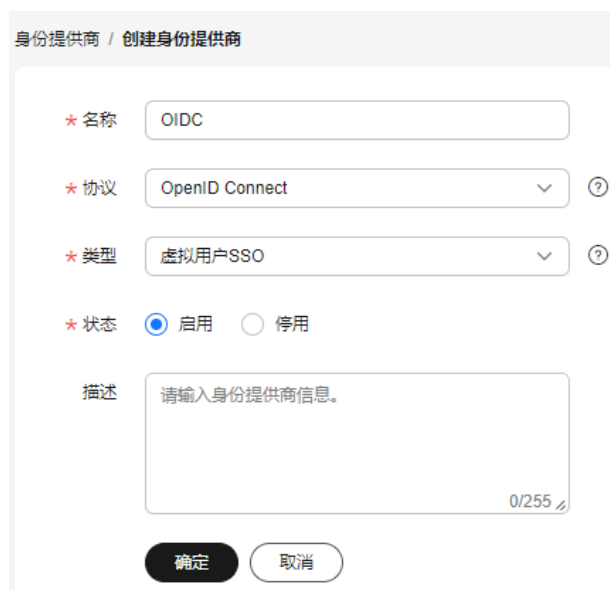 身份提供商 / 创建身份提供商
* 名称 OIDC
* 协议 OpenID Connect ?
* 类型 虚拟用户SSO ?
* 状态 启用 停用
描述 请输入身份提供商信息。
0/255
确定 取消